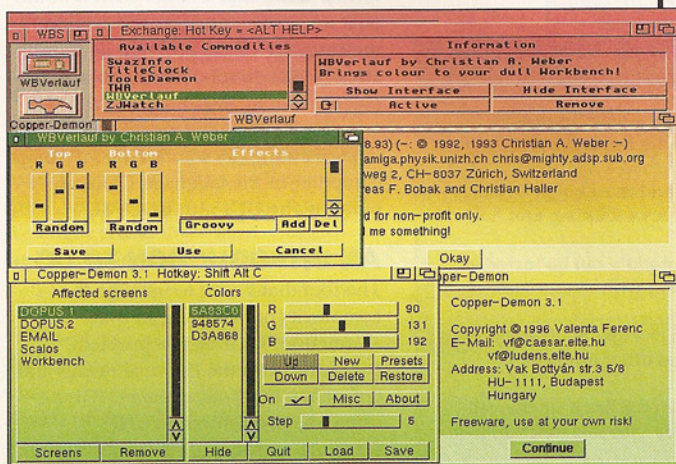 WBS
Exchange: Hot Key = <ALT HELP>
Available Commodities
SwazInfo
TitleClock
ToolsDaemon
TWA
WBVerlauf
ZJWatch
Information
WBVerlauf by Christian A. Weber
Brings colour to your dull Workbench!
Show Interface
Hide Interface
Active
Remove
WBVerlauf
Copper-Demon
WBVerlauf
8.93) (-: © 1992, 1993 Christian A. Weber :-)
amiga.physik.unizh.ch chris@mighty.adsp.sub.org
weg 2, CH-8037 Zürich, Switzerland
eas F. Bobak and Christian Haller
d for non-profit only.
me something!
Okay
WBVerlauf by Christian A. Weber
Top
Bottom
Effects
R G B
R G B
Random
Random
Groovy
Add
Del
Save
Use
Cancel
Copper-Demon 3.1 Hotkey: Shift Alt C
Affected screens
Colors
DOPUS.1
DOPUS.2
EMAIL
Scalos
Workbench
5A83C0
948574
D3A868
R
90
G
131
B
192
Up
New
Presets
Down
Delete
Restore
On
Misc
About
Step
5
Screens
Remove
Hide
Quit
Load
Save
per-Demon
Copper-Demon 3.1
Copyright © 1996 Valenta Ferenc
E-Mail: vf@caesar.elte.hu
vf@ludens.elte.hu
Address: Vak Bottyán str.3 5/8
HU-1111, Budapest
Hungary
Freeware, use at your own risk!
Continue